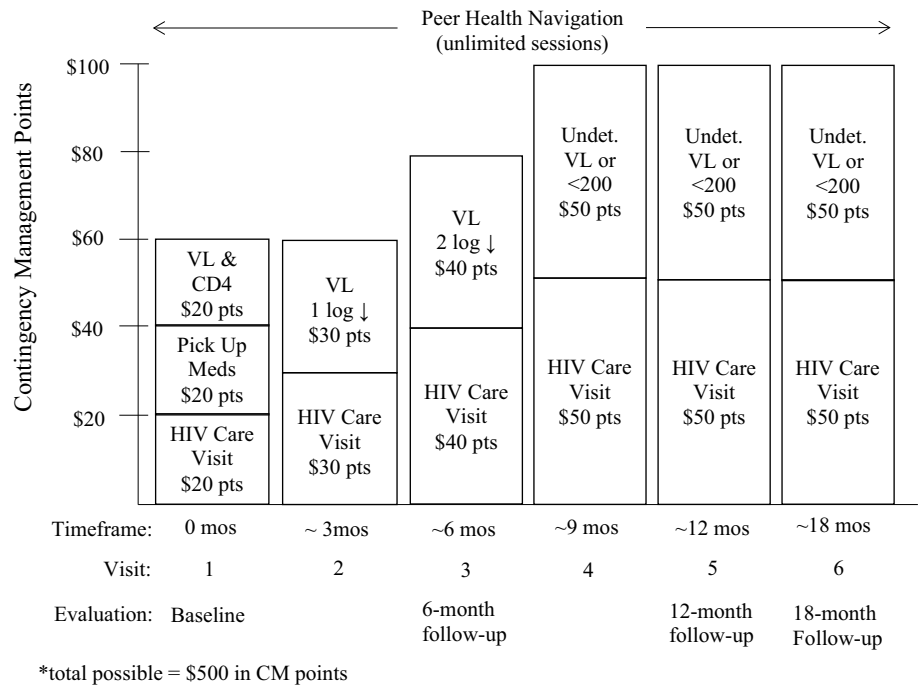 Peer Health Navigation
(unlimited sessions)
Contingency Management Points
$100
$80
$60
$40
$20
VL &
CD4
$20 pts
Pick Up
Meds
$20 pts
HIV Care
Visit
$20 pts
VL
1 log ↓
$30 pts
HIV Care
Visit
$30 pts
VL
2 log ↓
$40 pts
HIV Care
Visit
$40 pts
Undet.
VL or
<200
$50 pts
HIV Care
Visit
$50 pts
Undet.
VL or
<200
$50 pts
HIV Care
Visit
$50 pts
Undet.
VL or
<200
$50 pts
HIV Care
Visit
$50 pts
Timeframe: 0 mos ~ 3mos ~6 mos ~9 mos ~12 mos ~18 mos
Visit: 1 2 3 4 5 6
Evaluation: Baseline 6-month 12-month 18-month
follow-up follow-up Follow-up
*total possible = $500 in CM points